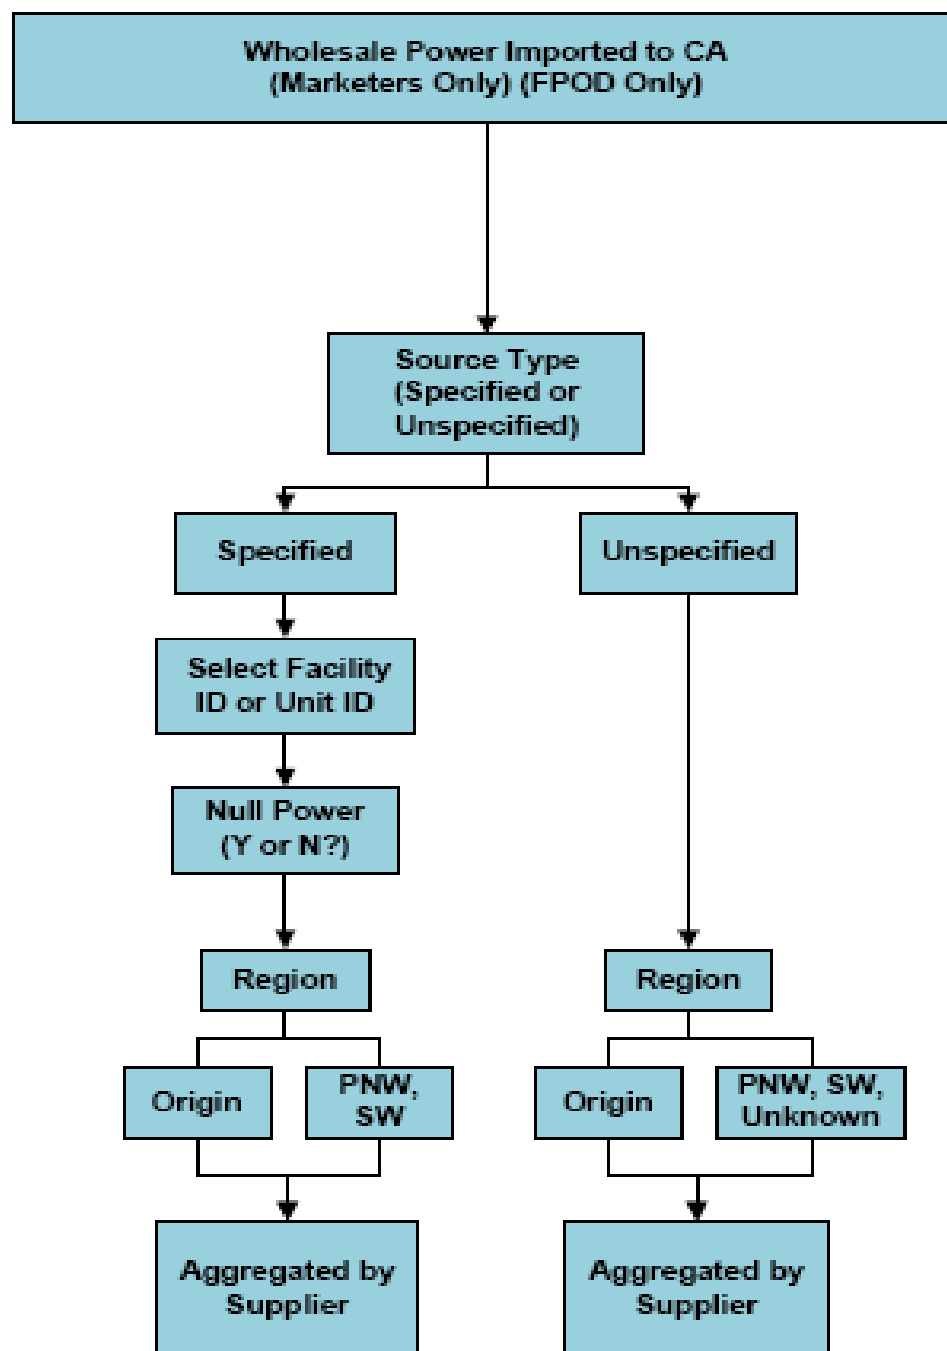 Wholesale Power Imported to CA
(Marketers Only) (FPOD Only)
Source Type
(Specified or
Unspecified)
Specified
Unspecified
Select Facility
ID or Unit ID
Null Power
(Y or N?)
Region
Region
Origin
PNW,
SW
Origin
PNW, SW,
Unknown
Aggregated by
Supplier
Aggregated by
Supplier